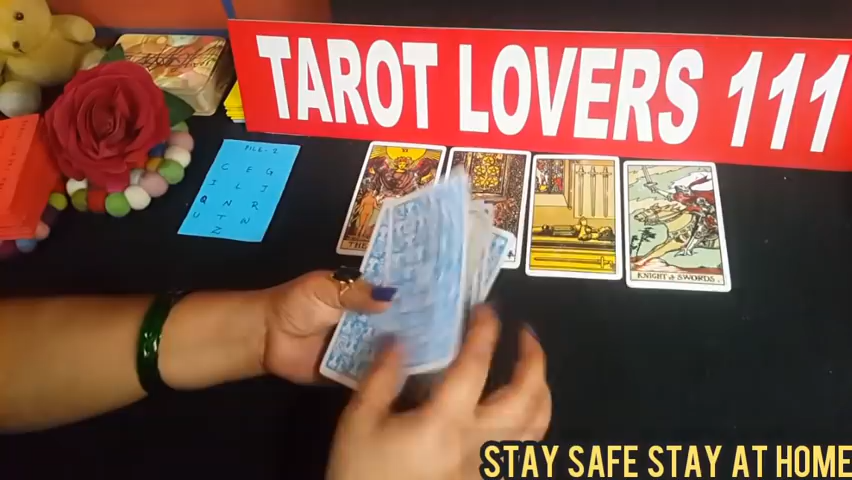 TAROT LOVERS 111
PILE - 2
C E G
I L J
Q N R
U T N
Z
KNIGHT of SWORDS.
STAY SAFE STAY AT HOME